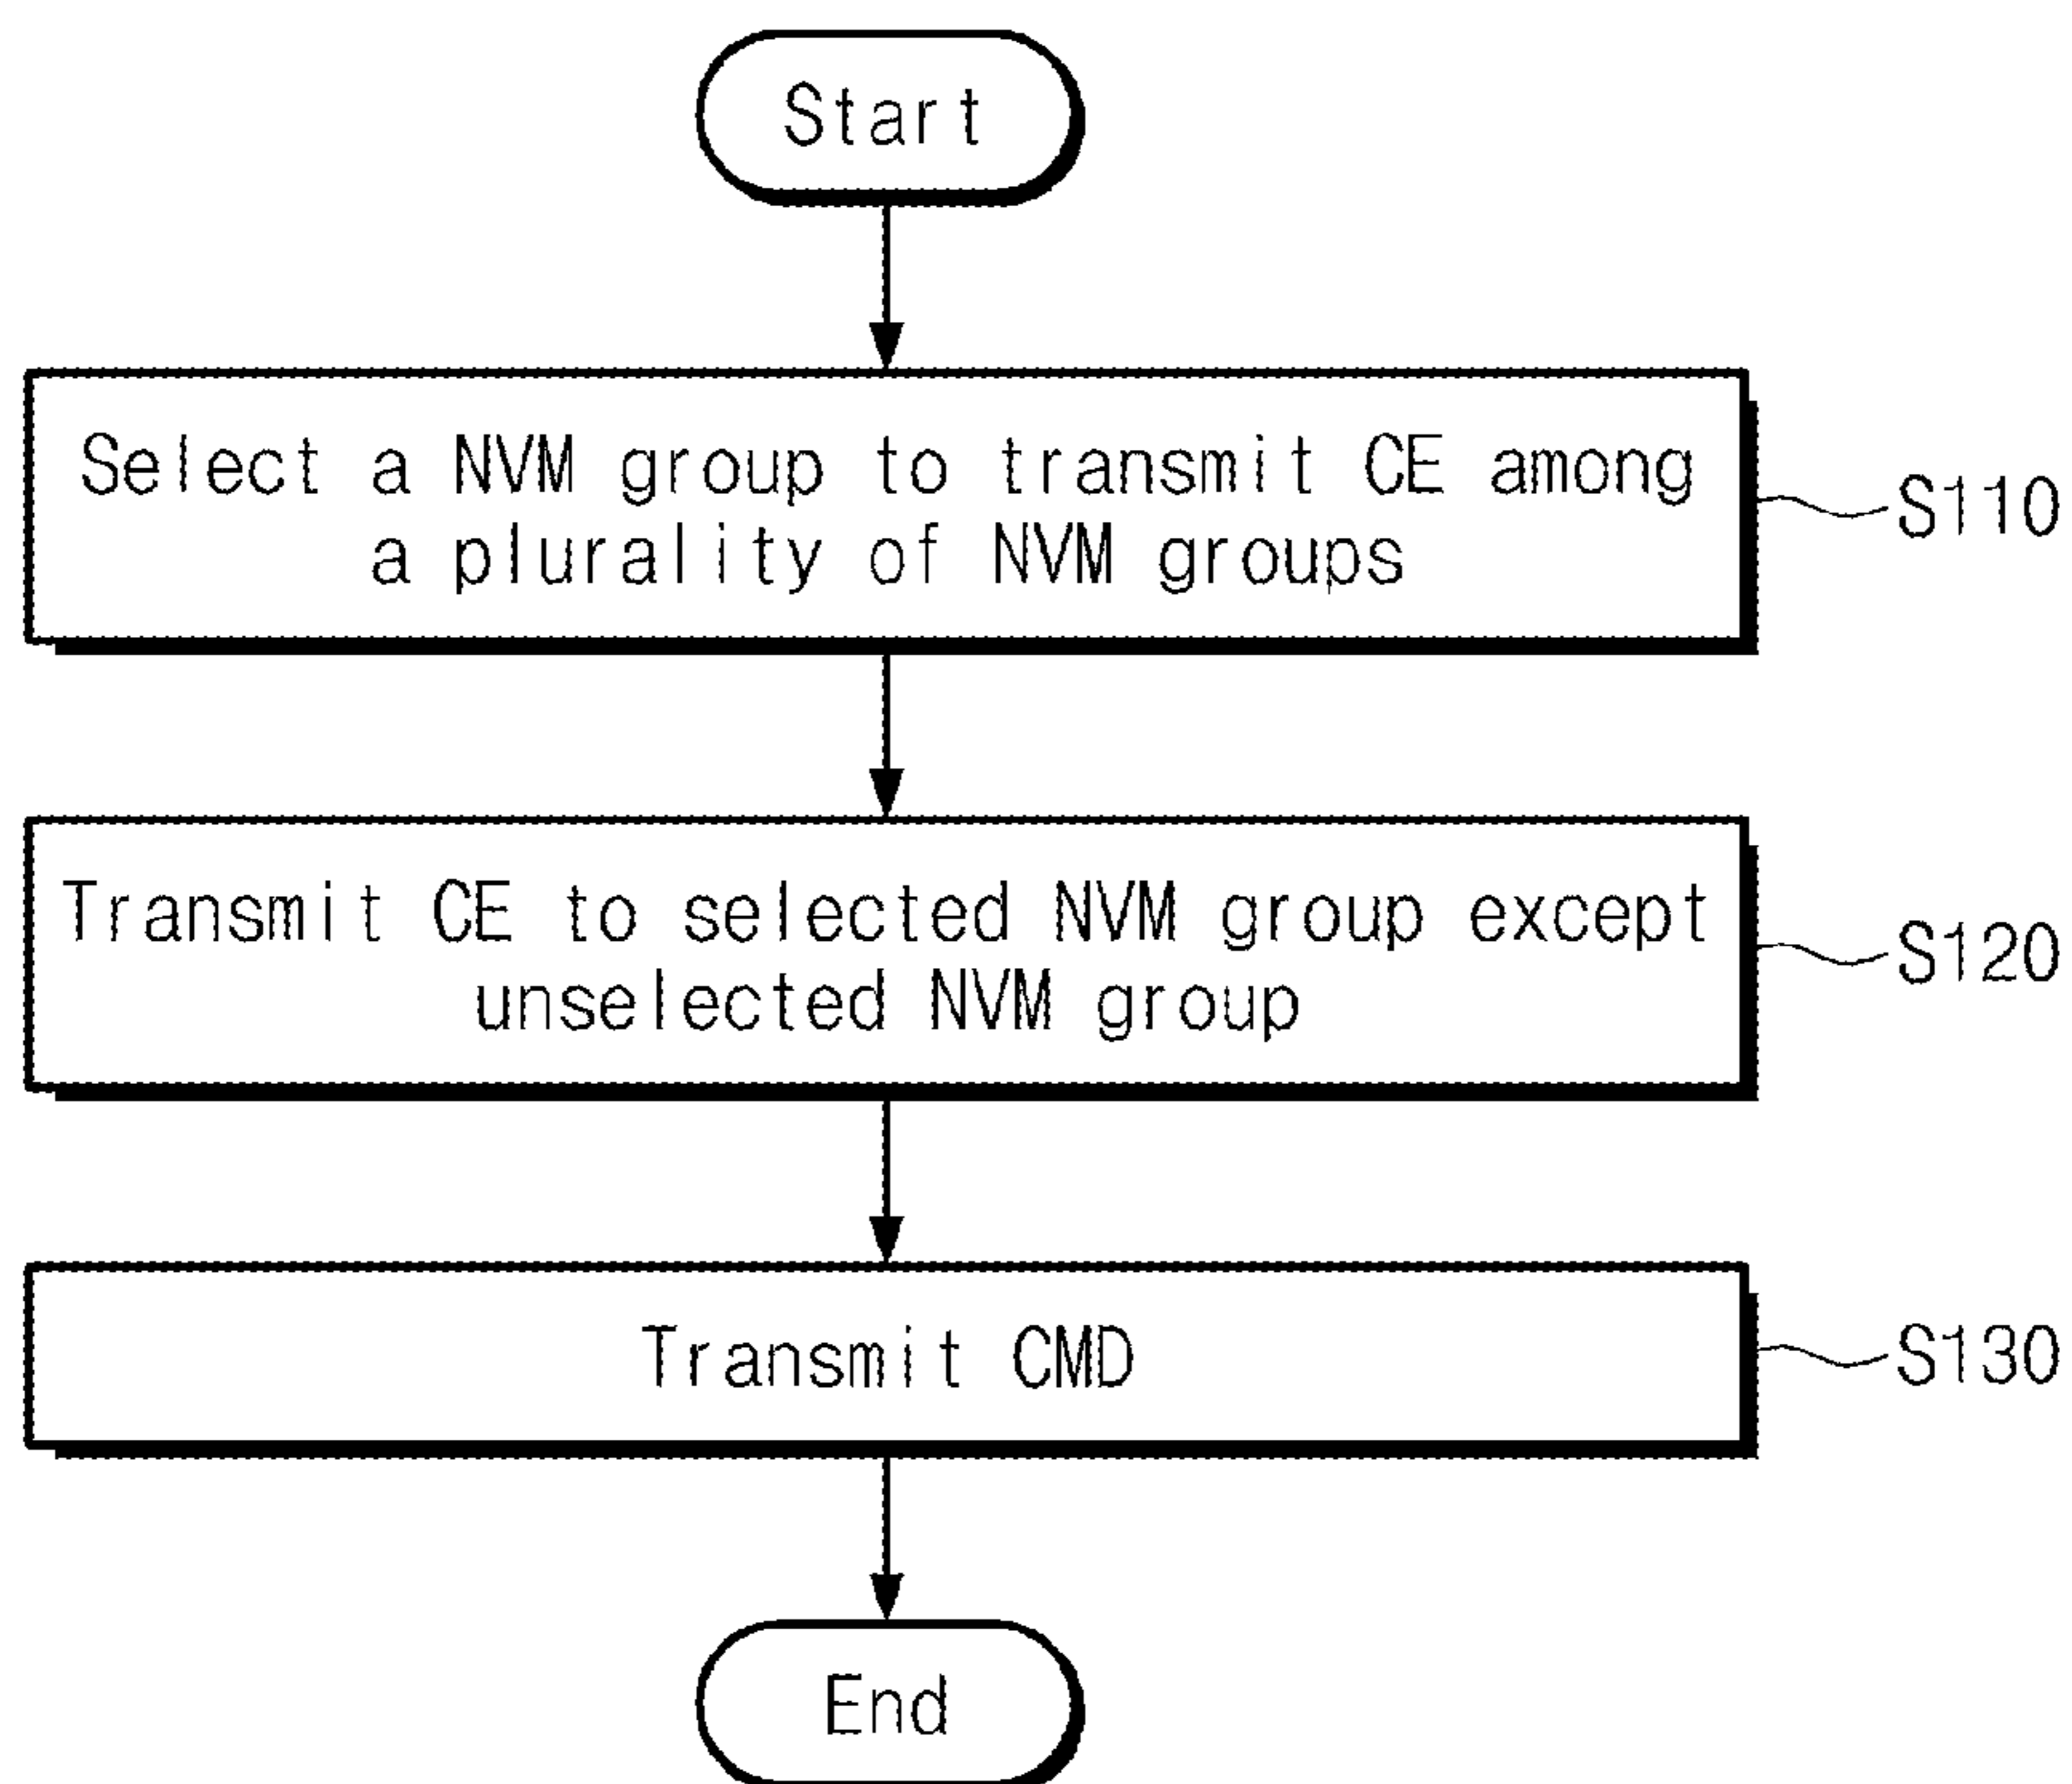 Start
Select a NVM group to transmit CE among
a plurality of NVM groups
S110
Transmit CE to selected NVM group except
unselected NVM group
S120
Transmit CMD
S130
End